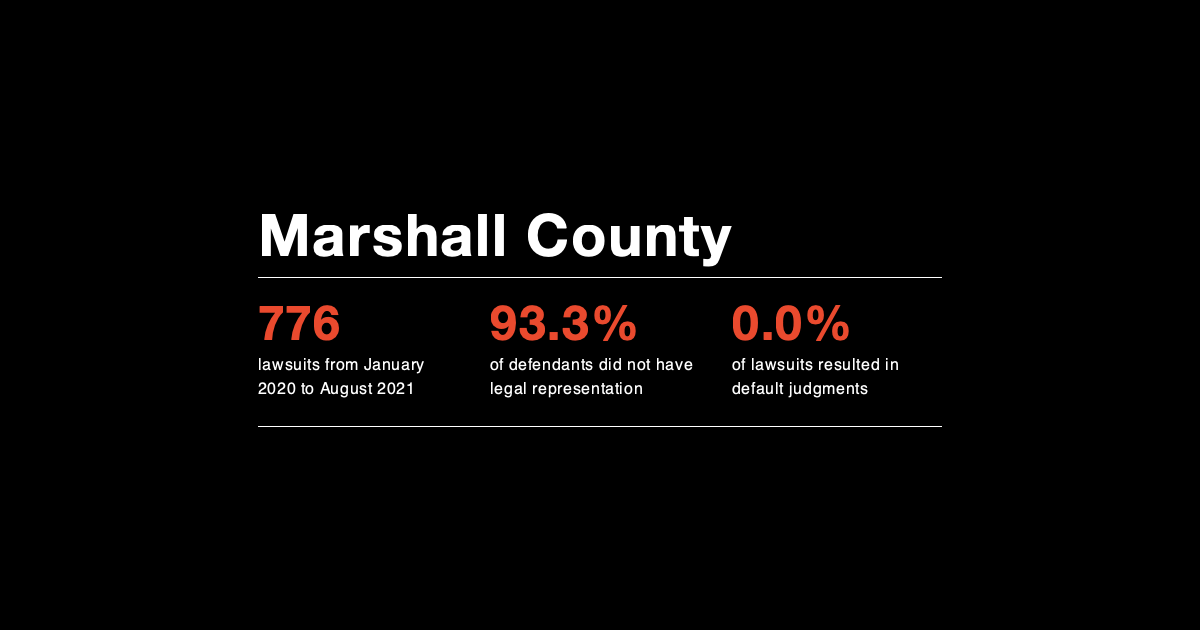 Marshall County
776
lawsuits from January
2020 to August 2021
93.3%
of defendants did not have
legal representation
0.0%
of lawsuits resulted in
default judgments